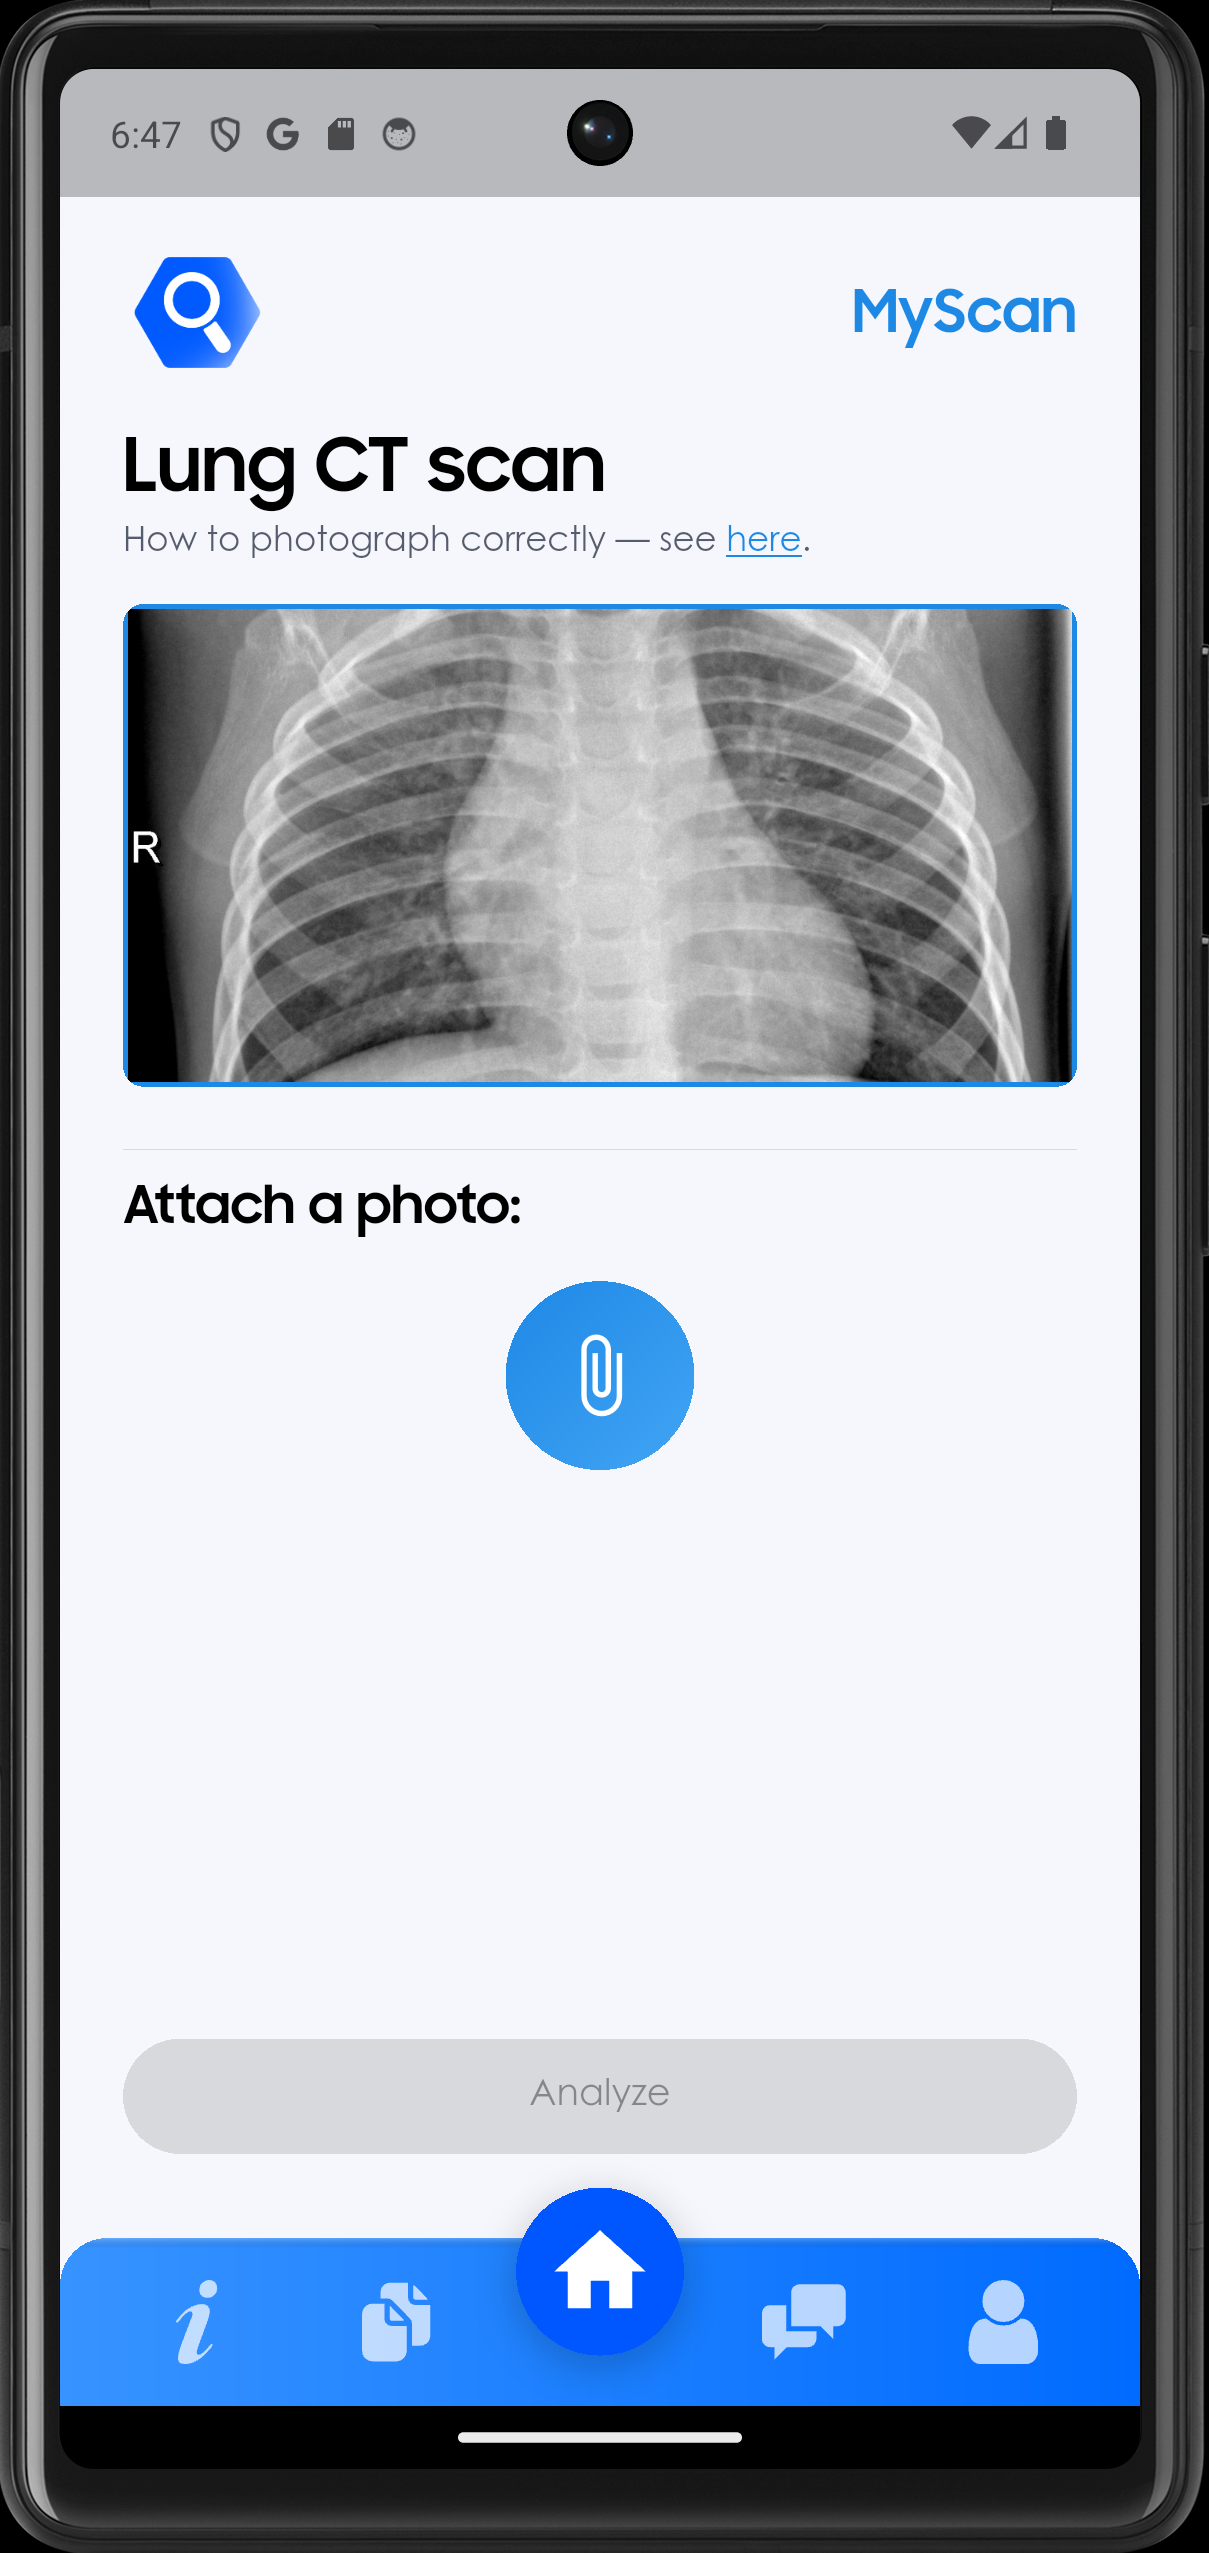 6:47
MyScan
Lung CT scan
How to photograph correctly — see here.
R
Attach a photo:
Analyze